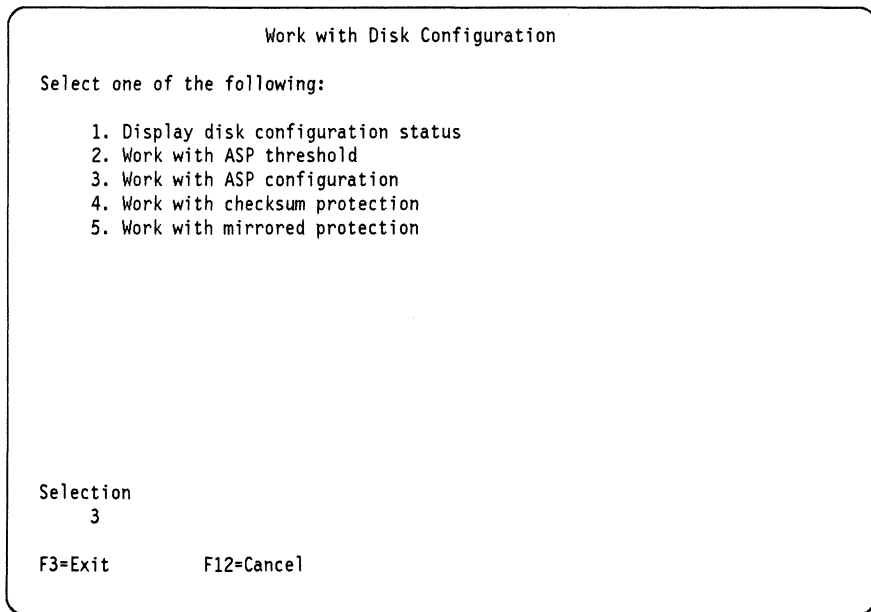 Work with Disk Configuration
Select one of the following:
1. Display disk configuration status
2. Work with ASP threshold
3. Work with ASP configuration
4. Work with checksum protection
5. Work with mirrored protection
Selection
3
F3=Exit F12=Cancel